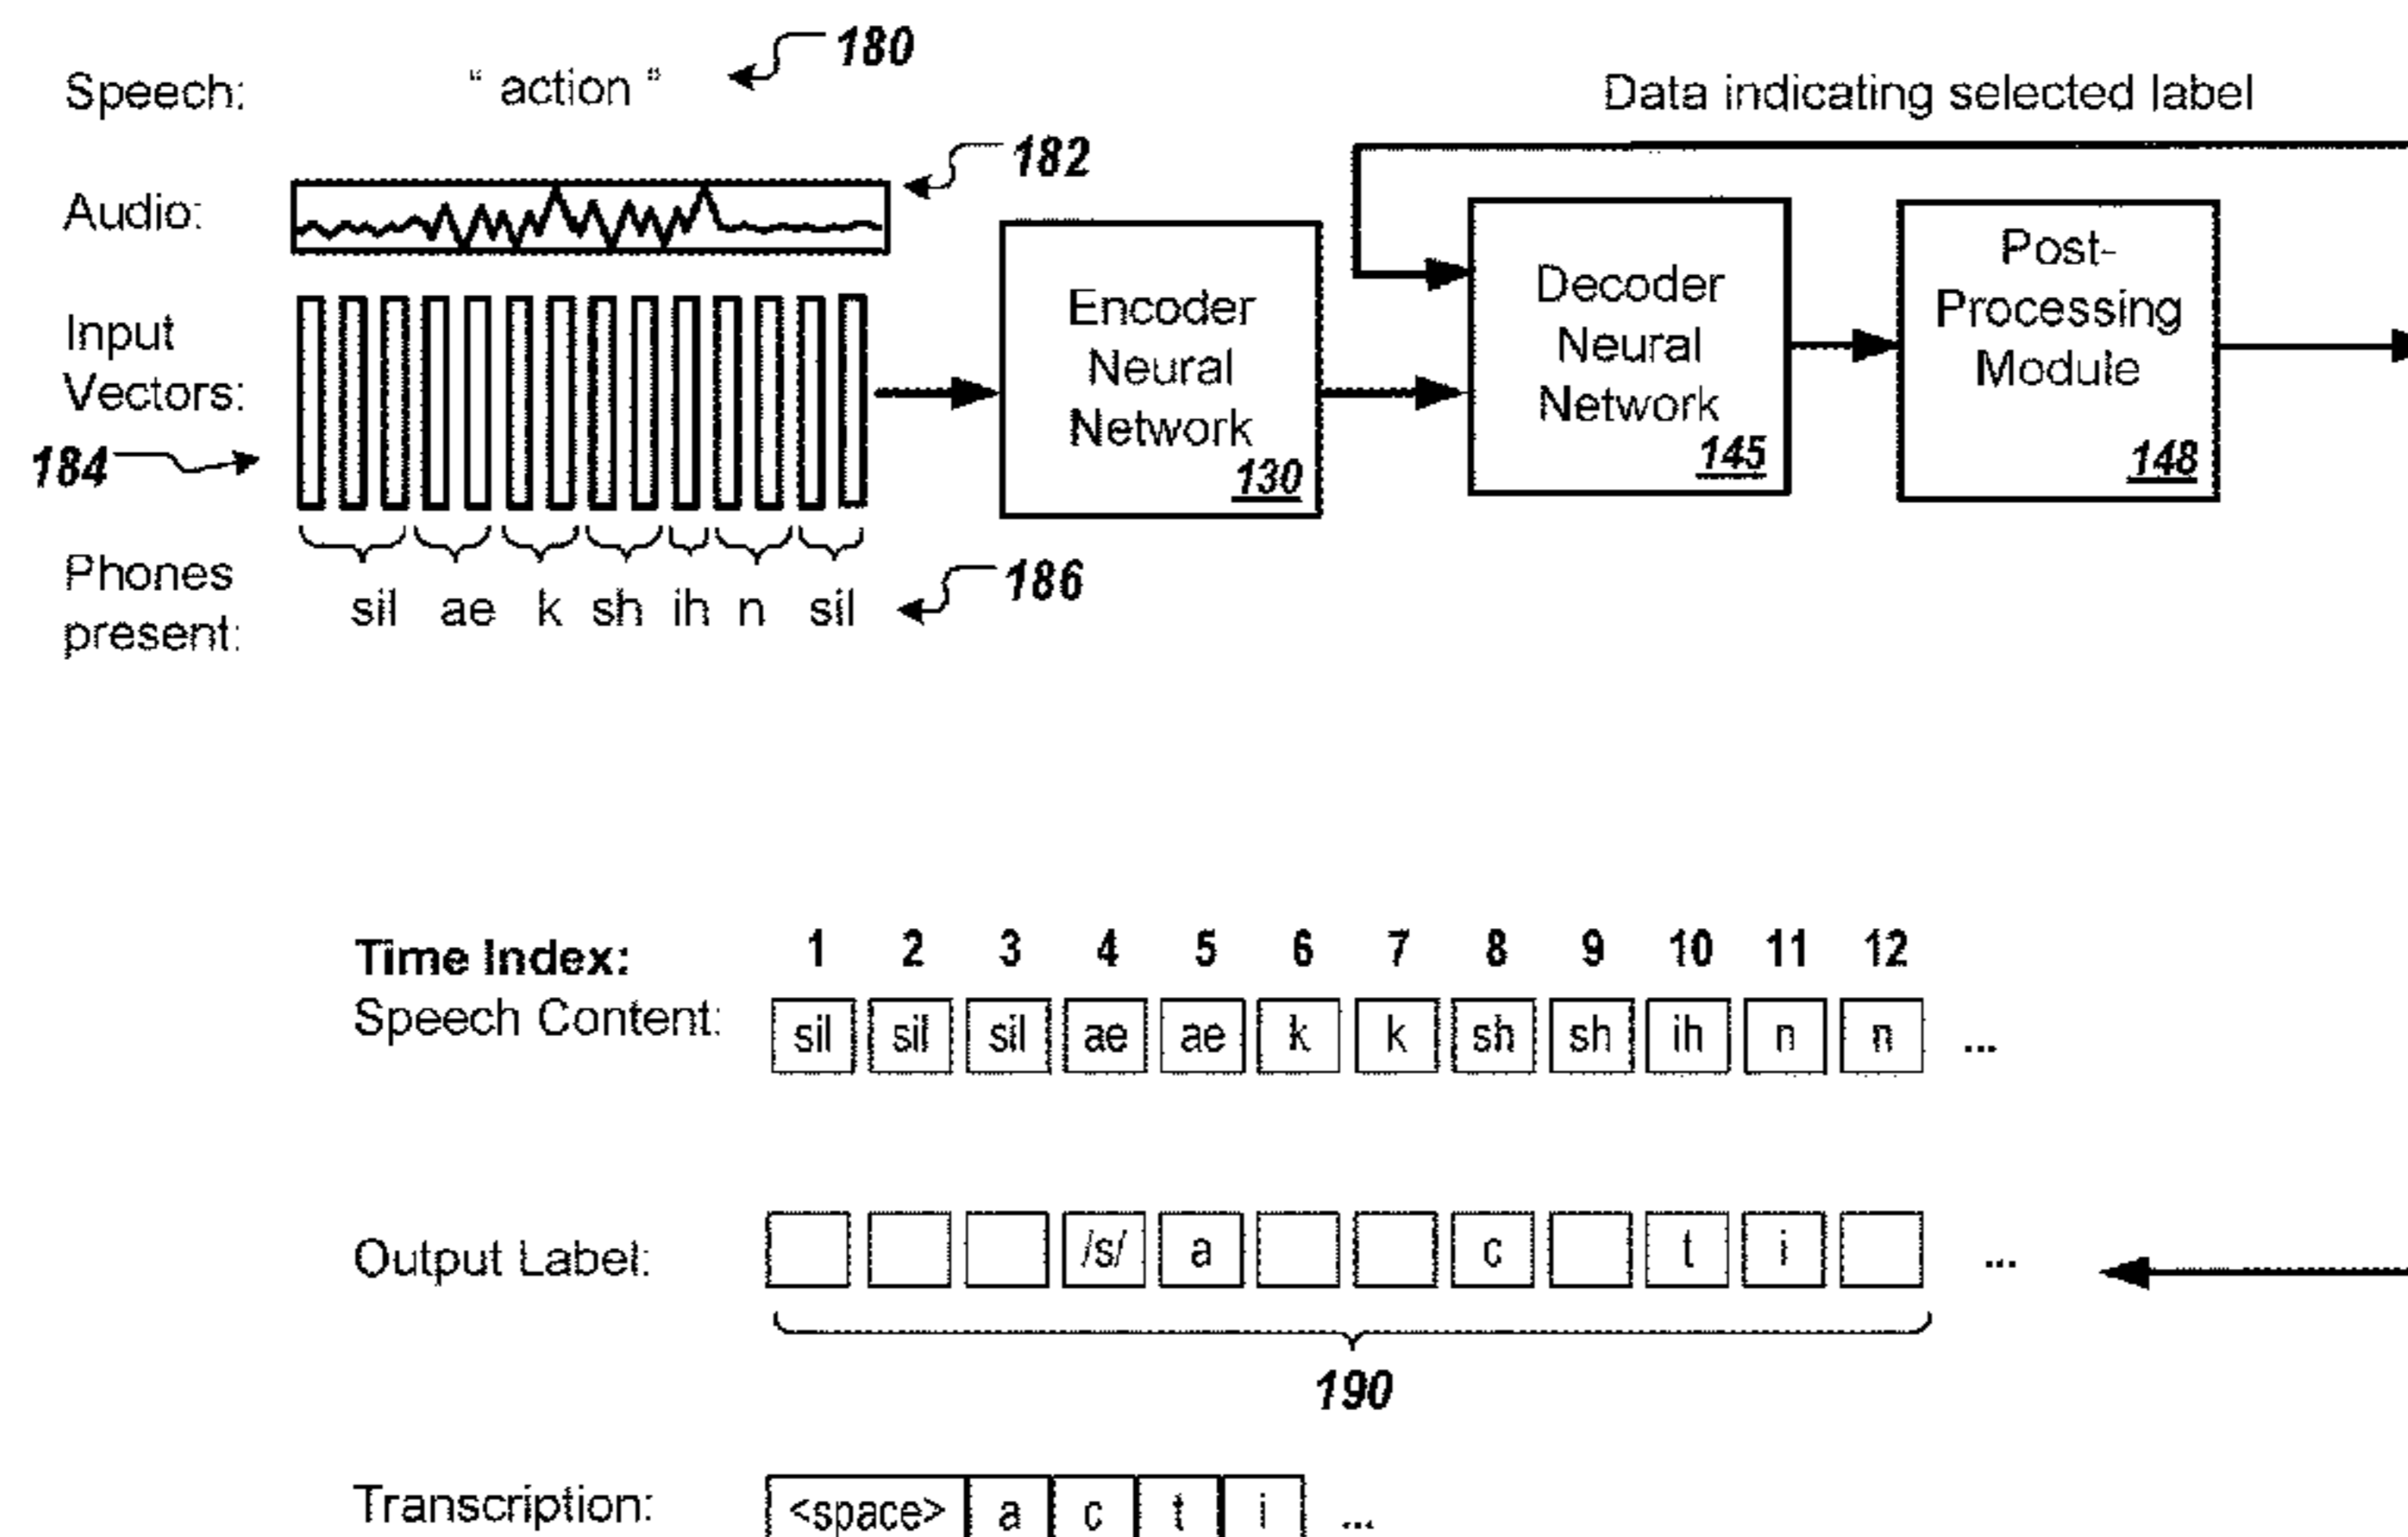 Speech: " action " 180
Data indicating selected label
Audio: 182
Input
Vectors:
184
Encoder
Neural
Network
130
Decoder
Neural
Network
145
Post-
Processing
Module
148
Phones
present:
sil ae k sh ih n sil 186
Time Index: 1 2 3 4 5 6 7 8 9 10 11 12
Speech Content: sil sil sil ae ae k k sh sh ih n n ...
Output Label: /s/ a c t i ...
190
Transcription: <space> a c t i ...